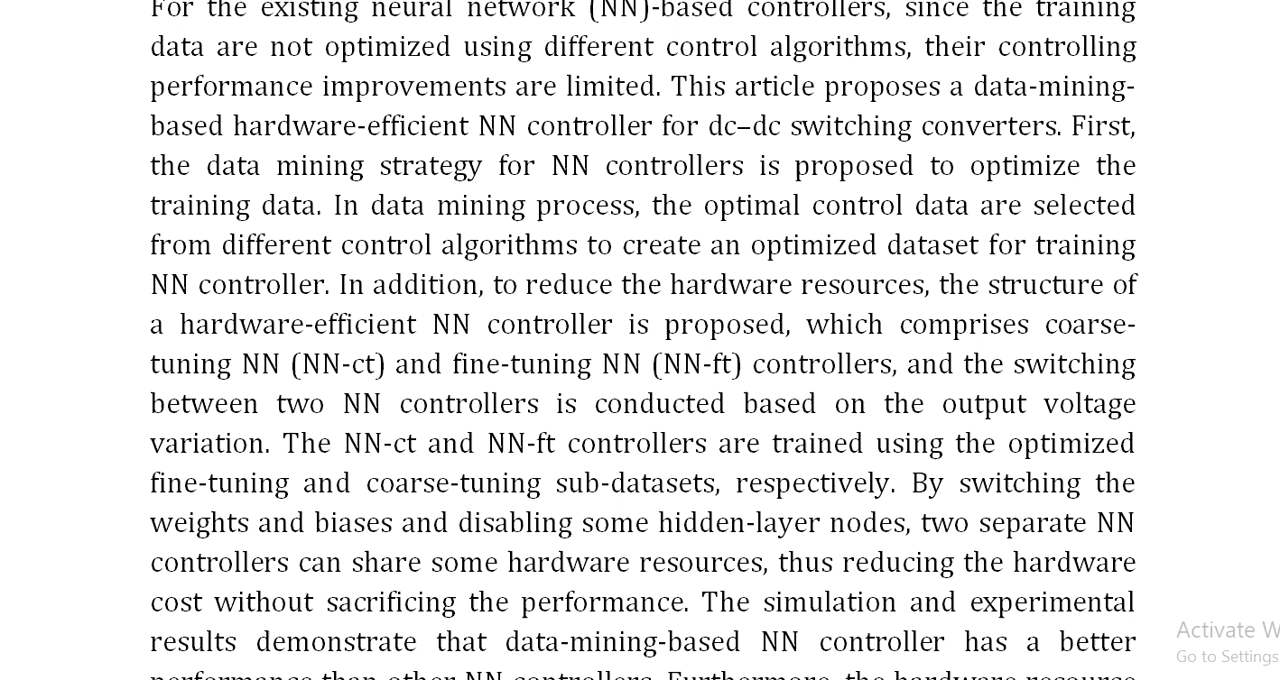 For the existing neural network (NN)-based controllers, since the training
data are not optimized using different control algorithms, their controlling
performance improvements are limited. This article proposes a data-mining-
based hardware-efficient NN controller for dc–dc switching converters. First,
the data mining strategy for NN controllers is proposed to optimize the
training data. In data mining process, the optimal control data are selected
from different control algorithms to create an optimized dataset for training
NN controller. In addition, to reduce the hardware resources, the structure of
a hardware-efficient NN controller is proposed, which comprises coarse-
tuning NN (NN-ct) and fine-tuning NN (NN-ft) controllers, and the switching
between two NN controllers is conducted based on the output voltage
variation. The NN-ct and NN-ft controllers are trained using the optimized
fine-tuning and coarse-tuning sub-datasets, respectively. By switching the
weights and biases and disabling some hidden-layer nodes, two separate NN
controllers can share some hardware resources, thus reducing the hardware
cost without sacrificing the performance. The simulation and experimental
results demonstrate that data-mining-based NN controller has a better
performance than other NN controllers. Furthermore, the hardware resource
Activate W
Go to Settings